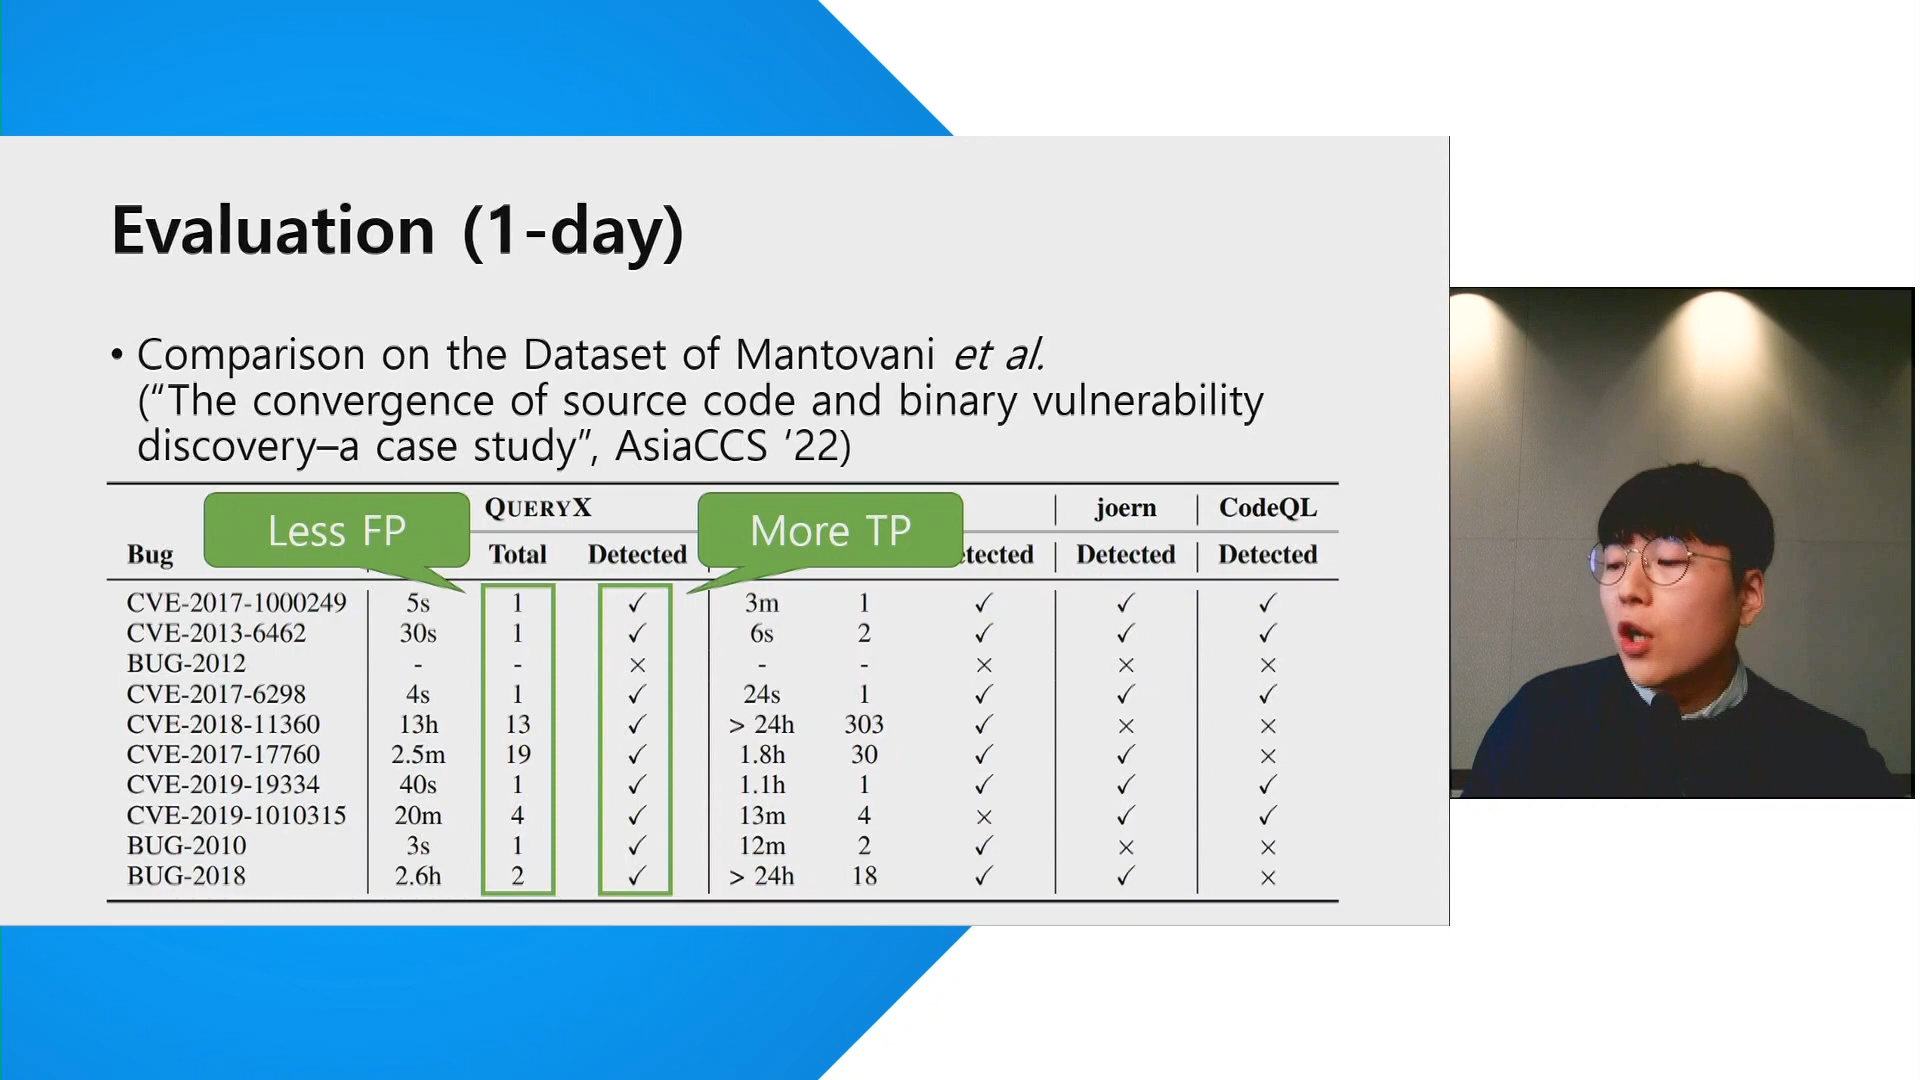 Evaluation (1-day)
• Comparison on the Dataset of Mantovani et al.
(“The convergence of source code and binary vulnerability
discovery–a case study”, AsiaCCS ’22)
Less FP
QUERYX
More TP
joern
CodeQL
Bug
Total
Detected
etected
Detected
Detected
CVE-2017-1000249 5s 1 ✓ 3m 1 ✓ ✓ ✓
CVE-2013-6462 30s 1 ✓ 6s 2 ✓ ✓ ✓
BUG-2012 - - × - - × × ×
CVE-2017-6298 4s 1 ✓ 24s 1 ✓ ✓ ✓
CVE-2018-11360 13h 13 ✓ > 24h 303 ✓ × ×
CVE-2017-17760 2.5m 19 ✓ 1.8h 30 ✓ ✓ ×
CVE-2019-19334 40s 1 ✓ 1.1h 1 ✓ ✓ ✓
CVE-2019-1010315 20m 4 ✓ 13m 4 × ✓ ✓
BUG-2010 3s 1 ✓ 12m 2 ✓ × ×
BUG-2018 2.6h 2 ✓ > 24h 18 ✓ ✓ ×